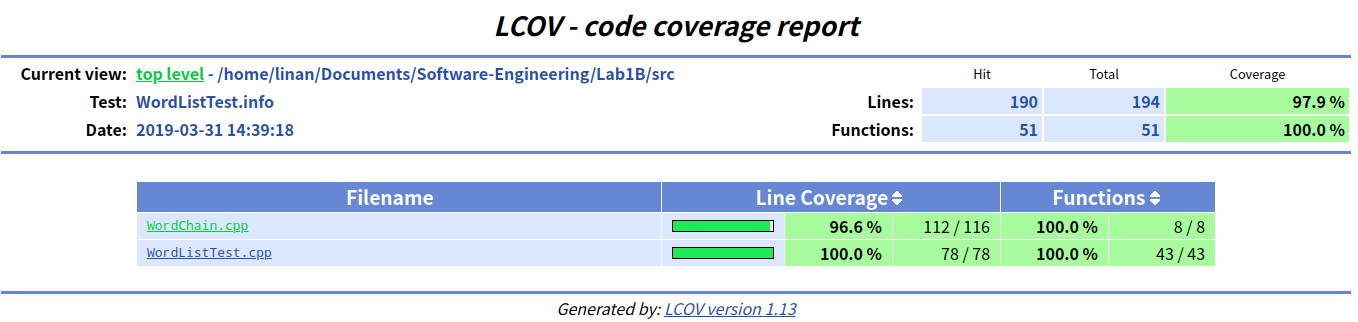 LCOV - code coverage report
Current view: top level - /home/linan/Documents/Software-Engineering/Lab1B/src Hit Total Coverage
Test: WordListTest.info Lines: 190 194 97.9 %
Date: 2019-03-31 14:39:18 Functions: 51 51 100.0 %
Filename Line Coverage Functions
WordChain.cpp 96.6 % 112 / 116 100.0 % 8 / 8
WordListTest.cpp 100.0 % 78 / 78 100.0 % 43 / 43
Generated by: LCOV version 1.13